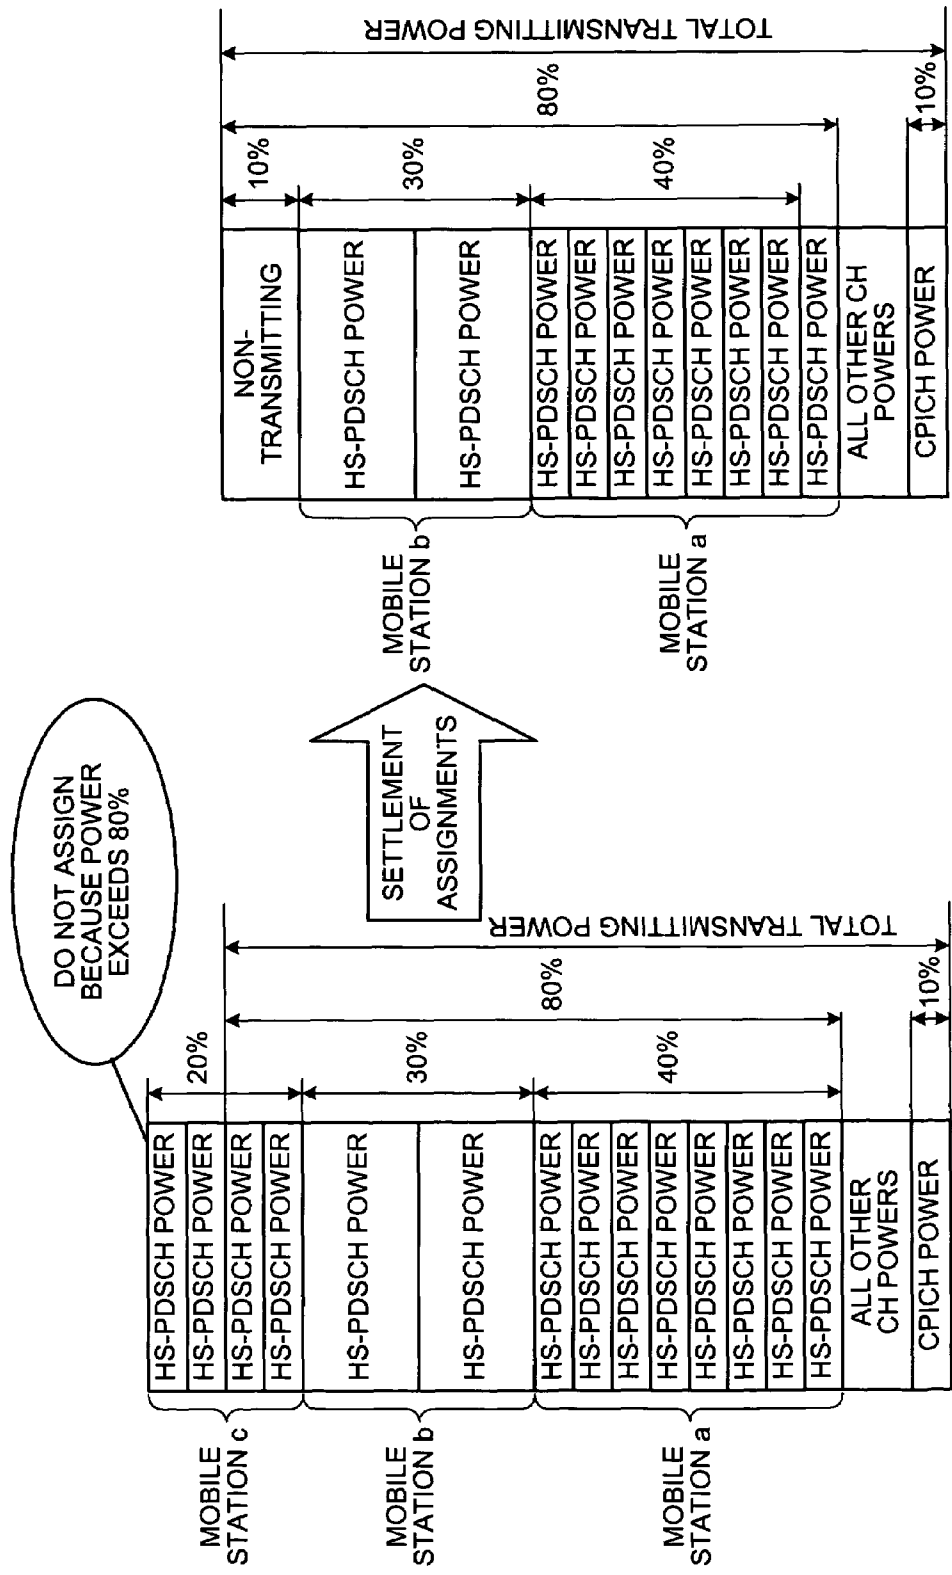 DO NOT ASSIGN
BECAUSE POWER
EXCEEDS 80%
MOBILE
STATION c
MOBILE
STATION b
MOBILE
STATION a
HS-PDSCH POWER
HS-PDSCH POWER
HS-PDSCH POWER
HS-PDSCH POWER
HS-PDSCH POWER
HS-PDSCH POWER
HS-PDSCH POWER
HS-PDSCH POWER
HS-PDSCH POWER
HS-PDSCH POWER
HS-PDSCH POWER
HS-PDSCH POWER
HS-PDSCH POWER
HS-PDSCH POWER
ALL OTHER
CH POWERS
CPICH POWER
20%
30%
40%
80%
10%
TOTAL TRANSMITTING POWER
SETTLEMENT
OF
ASSIGNMENTS
MOBILE
STATION b
MOBILE
STATION a
NON-
TRANSMITTING
HS-PDSCH POWER
HS-PDSCH POWER
HS-PDSCH POWER
HS-PDSCH POWER
HS-PDSCH POWER
HS-PDSCH POWER
HS-PDSCH POWER
HS-PDSCH POWER
HS-PDSCH POWER
HS-PDSCH POWER
ALL OTHER CH
POWERS
CPICH POWER
10%
30%
40%
80%
10%
TOTAL TRANSMITTING POWER